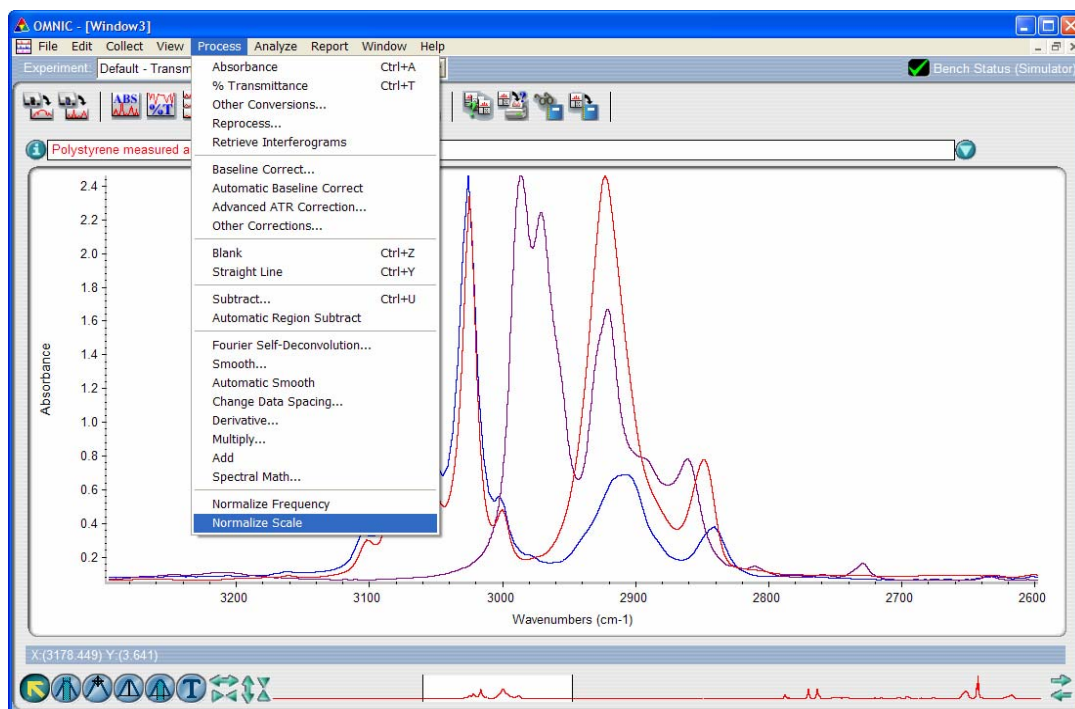 OMNIC - [Window3]
File Edit Collect View Process Analyze Report Window Help
Experiment: Default - Transm
Bench Status (Simulator)
ABS %T
Polystyrene measured a
Absorbance Ctrl+A
% Transmittance Ctrl+T
Other Conversions...
Reprocess...
Retrieve Interferograms
Baseline Correct...
Automatic Baseline Correct
Advanced ATR Correction...
Other Corrections...
Blank Ctrl+Z
Straight Line Ctrl+Y
Subtract... Ctrl+U
Automatic Region Subtract
Fourier Self-Deconvolution...
Smooth...
Automatic Smooth
Change Data Spacing...
Derivative...
Multiply...
Add
Spectral Math...
Normalize Frequency
Normalize Scale
2.4
2.2
2.0
1.8
1.6
1.4
1.2
1.0
0.8
0.6
0.4
0.2
Absorbance
3200 3100 3000 2900 2800 2700 2600
Wavenumbers (cm-1)
X:(3178.449) Y:(3.641)
T